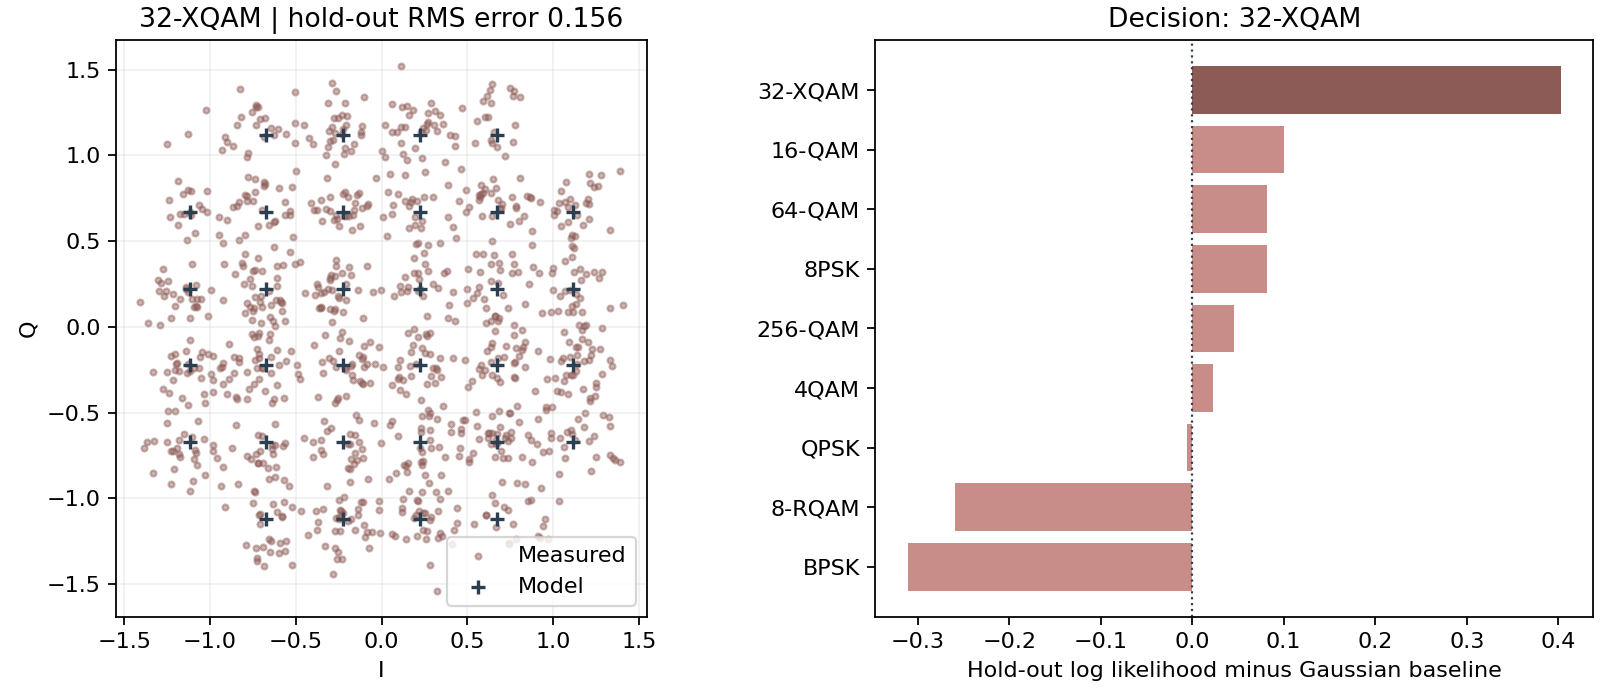 32-XQAM | hold-out RMS error 0.156
1.5
1.0
0.5
0.0
−0.5
−1.0
−1.5
Q
Measured
Model
−1.5
−1.0
−0.5
0.0
0.5
1.0
1.5
I
Decision: 32-XQAM
32-XQAM
16-QAM
64-QAM
8PSK
256-QAM
4QAM
QPSK
8-RQAM
BPSK
−0.3
−0.2
−0.1
0.0
0.1
0.2
0.3
0.4
Hold-out log likelihood minus Gaussian baseline